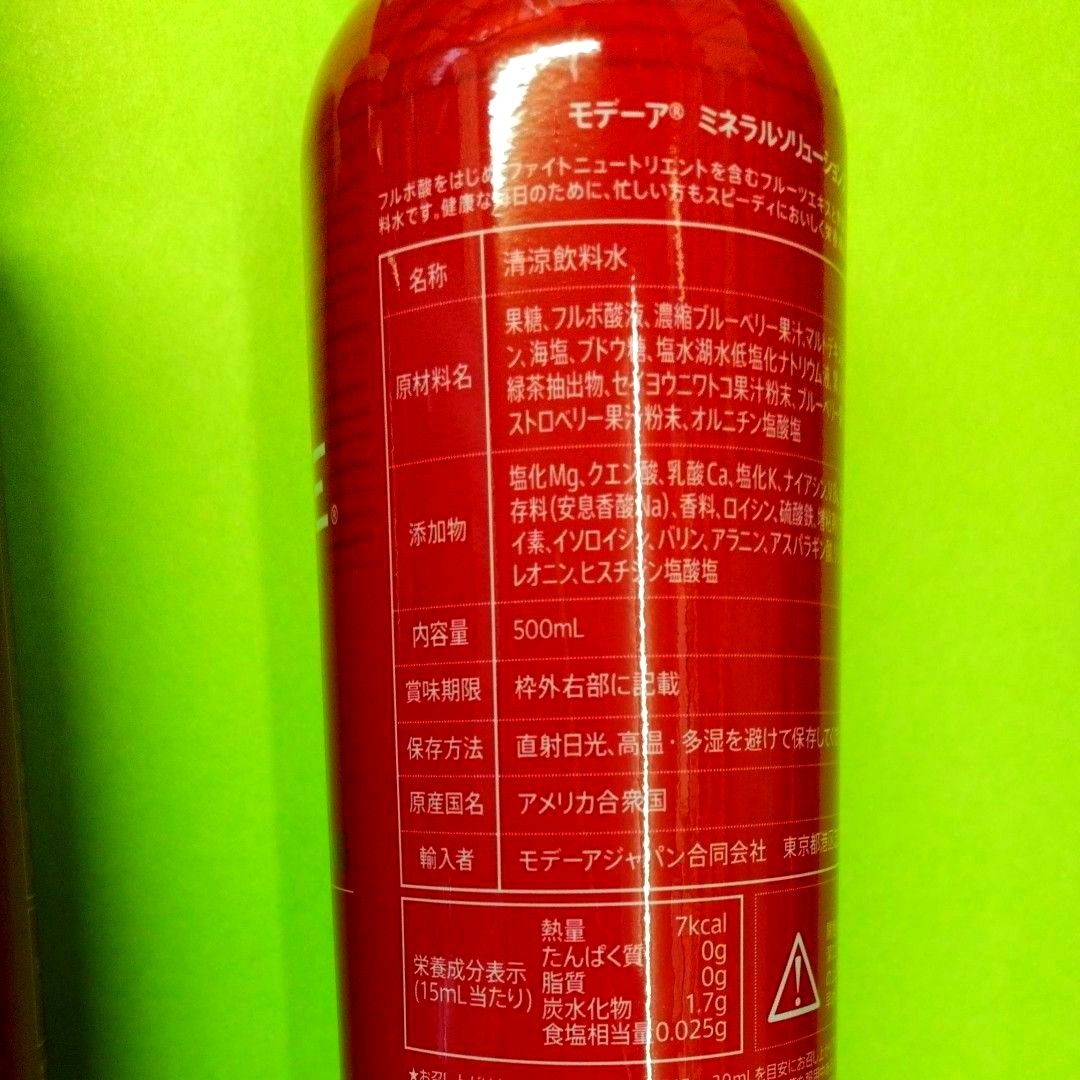 モデーア® ミネラルソリューション
フルボ酸をはじめ ファイトニュートリエントを含むフルーツエキス
料水です。健康な毎日のために、忙しい方もスピーディにおいしく
名称 清涼飲料水
原材料名 果糖、フルボ酸液、濃縮ブルーベリー果汁、マルトデキ
ン、海塩、ブドウ糖、塩水湖水低塩化ナトリウム液、
緑茶抽出物、セイヨウニワトコ果汁粉末、ブルーベリー
ストロベリー果汁粉末、オルニチン塩酸塩
添加物 塩化Mg、クエン酸、乳酸Ca、塩化K、ナイアシン、
存料(安息香酸Na)、香料、ロイシン、硫酸鉄、
イ素、イソロイシン、バリン、アラニン、アスパラギン酸、
レオニン、ヒスチジン塩酸塩
内容量 500mL
賞味期限 枠外右部に記載
保存方法 直射日光、高温・多湿を避けて保存して
原産国名 アメリカ合衆国
輸入者 モデーアジャパン合同会社 東京都港区
栄養成分表示
(15mL当たり)
熱量 7kcal
たんぱく質 0g
脂質 0g
炭水化物 1.7g
食塩相当量 0.025g